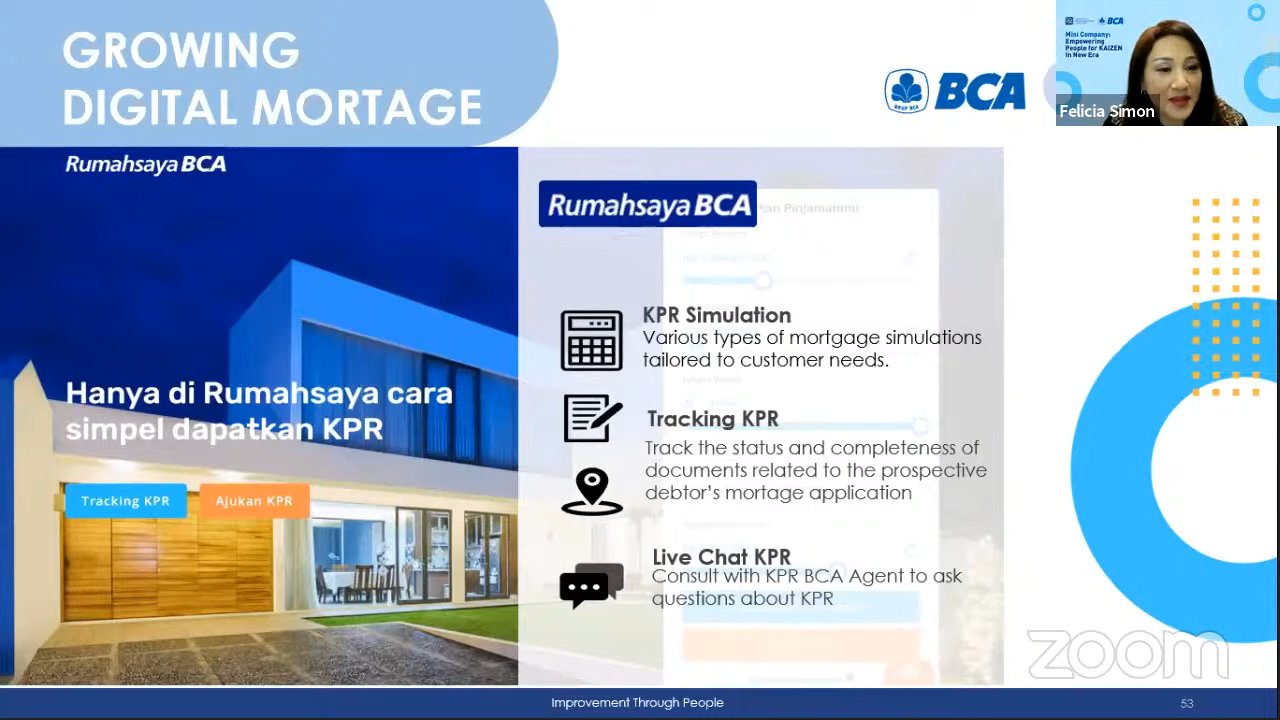 GROWING
DIGITAL MORTAGE
BCA
Mini Company:
Empowering
People for KAIZEN
in New Era
BCA
Felicia Simon
Rumahsaya BCA
Hanya di Rumahsaya cara
simpel dapatkan KPR
Tracking KPR
Ajukan KPR
Rumahsaya BCA
KPR Simulation
Various types of mortgage simulations
tailored to customer needs.
Tracking KPR
Track the status and completeness of
documents related to the prospective
debtor's mortage application
Live Chat KPR
Consult with KPR BCA Agent to ask
questions about KPR
zoom
Improvement Through People
53